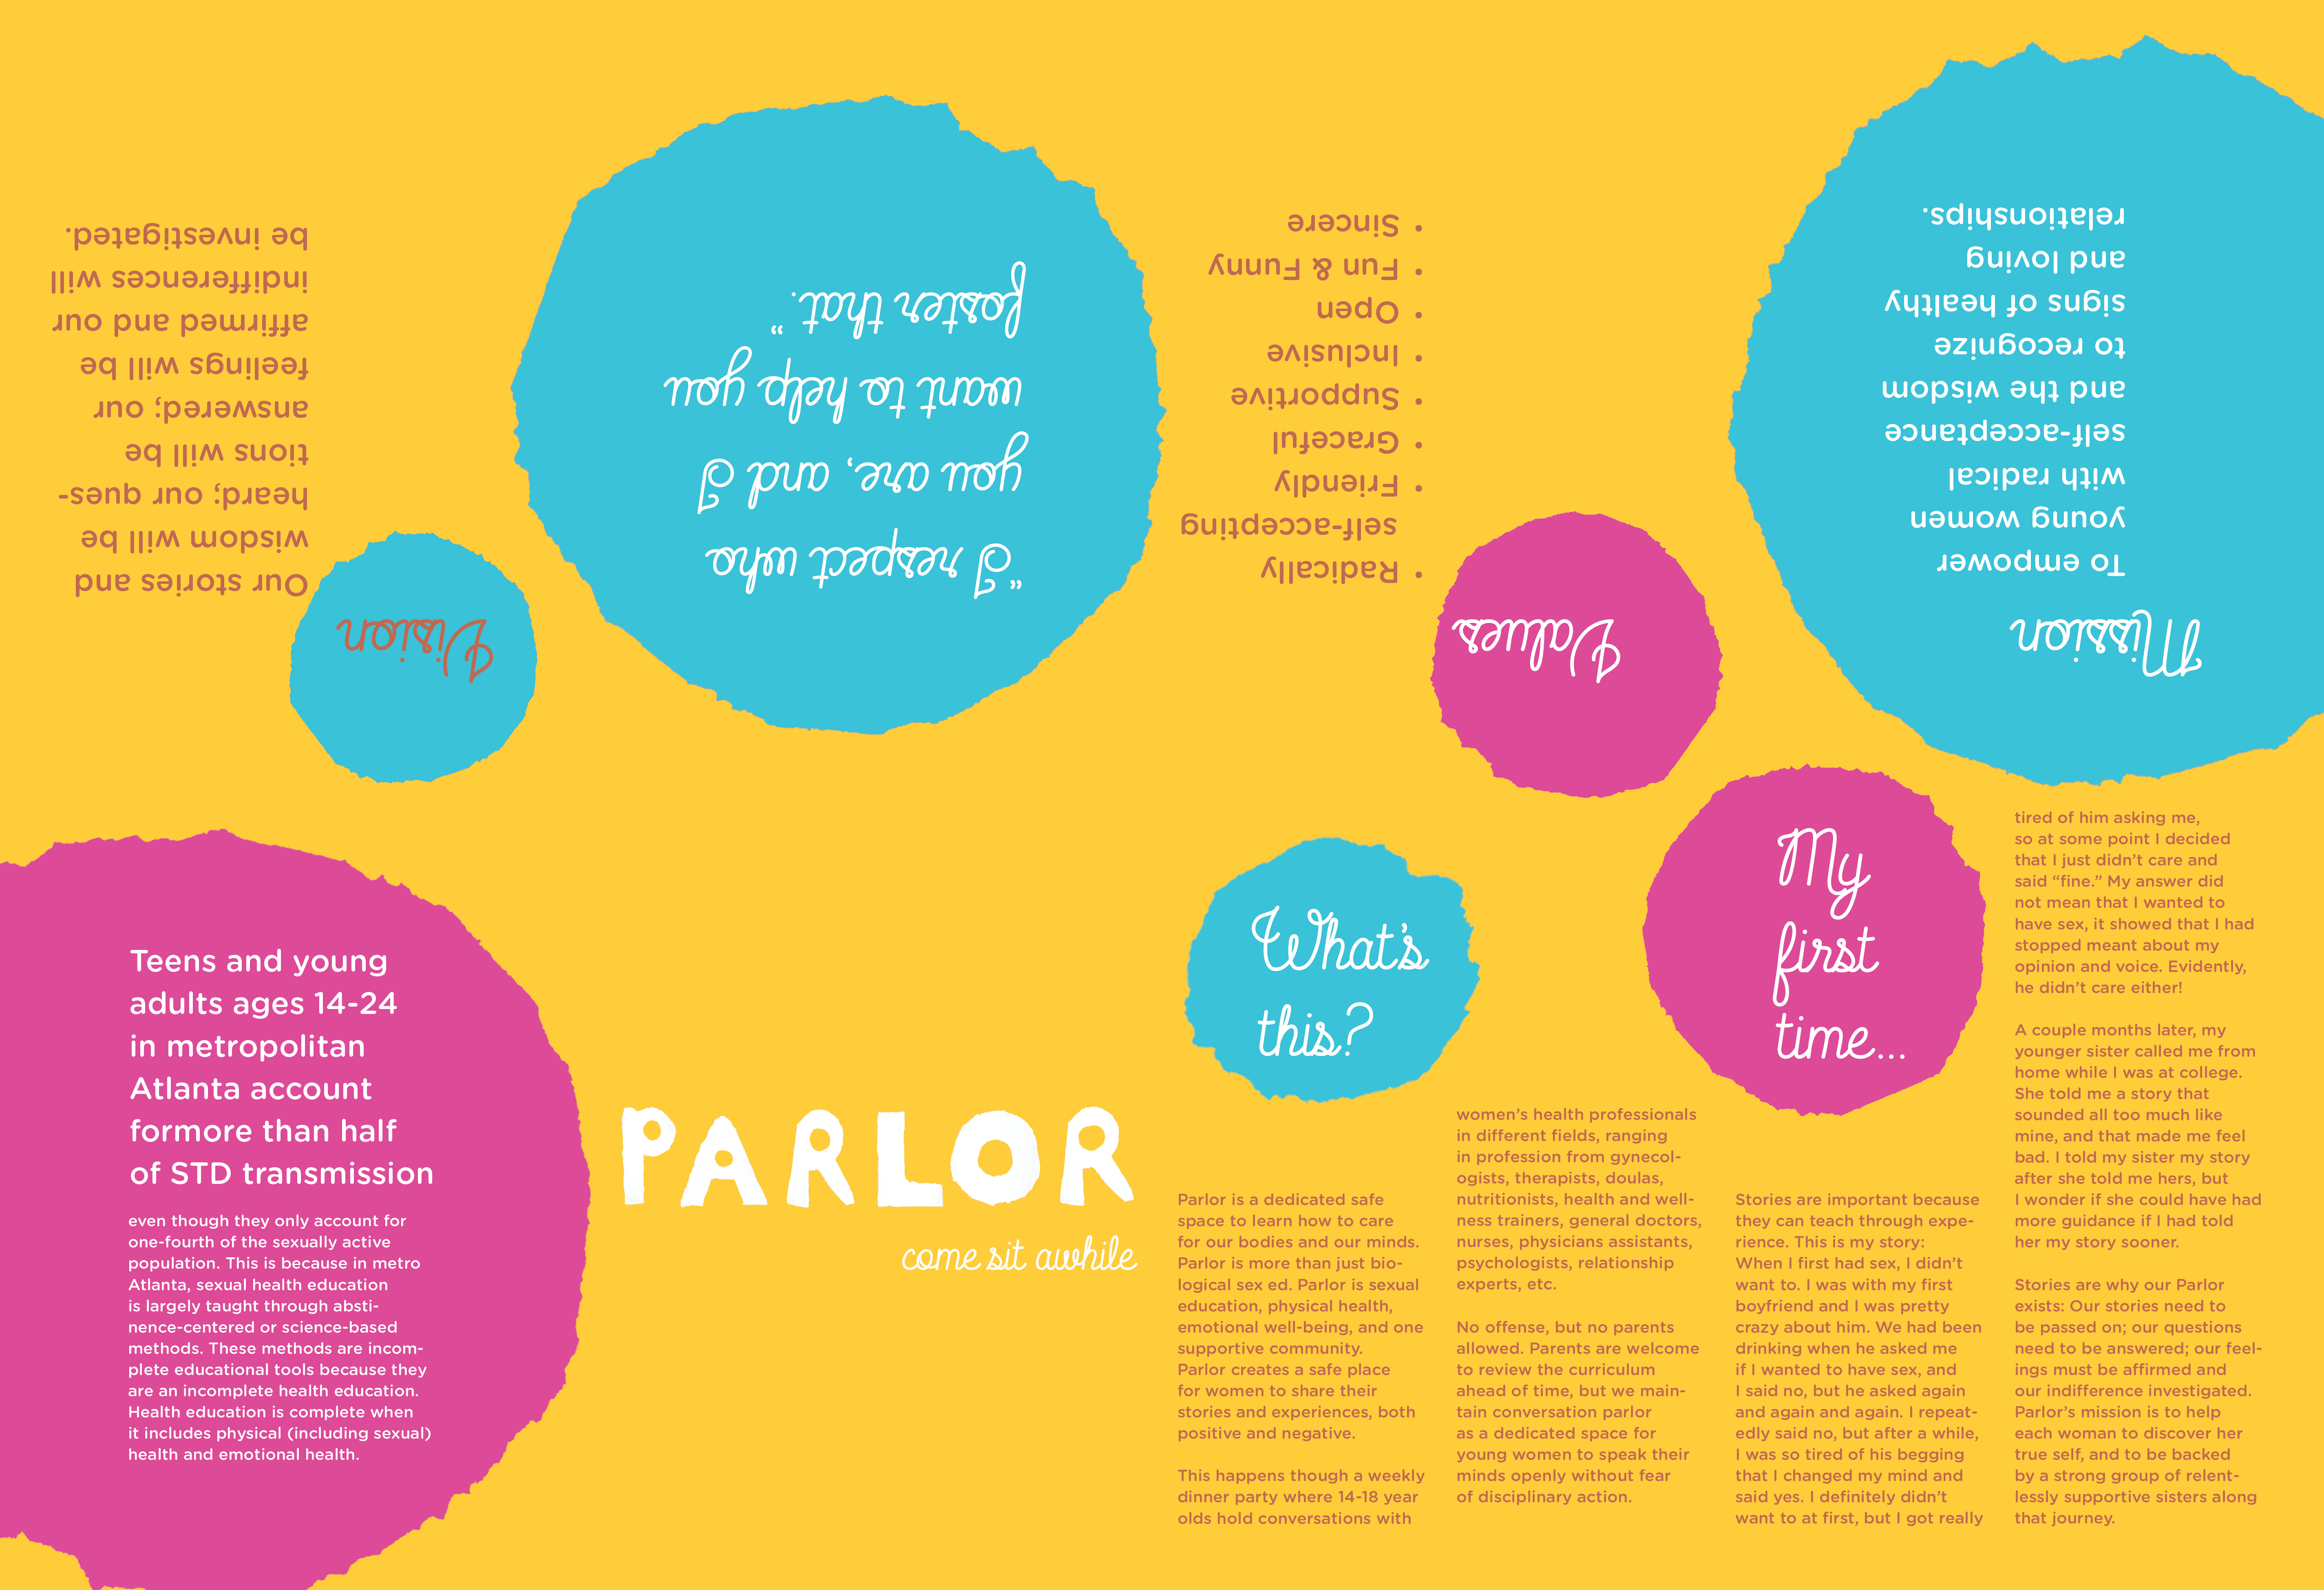 Teens and young
adults ages 14-24
in metropolitan
Atlanta account
formore than half
of STD transmission
even though they only account for
one-fourth of the sexually active
population. This is because in metro
Atlanta, sexual health education
is largely taught through absti-
nence-centered or science-based
methods. These methods are incom-
plete educational tools because they
are an incomplete health education.
Health education is complete when
it includes physical (including sexual)
health and emotional health.
PARLOR
come sit awhile
What's
this?
Parlor is a dedicated safe
space to learn how to care
for our bodies and our minds.
Parlor is more than just bio-
logical sex ed. Parlor is sexual
education, physical health,
emotional well-being, and one
supportive community.
Parlor creates a safe place
for women to share their
stories and experiences, both
positive and negative.
This happens though a weekly
dinner party where 14-18 year
olds hold conversations with
women's health professionals
in different fields, ranging
in profession from gynecol-
ogists, therapists, doulas,
nutritionists, health and well-
ness trainers, general doctors,
nurses, physicians assistants,
psychologists, relationship
experts, etc.
No offense, but no parents
allowed. Parents are welcome
to review the curriculum
ahead of time, but we main-
tain conversation parlor
as a dedicated space for
young women to speak their
minds openly without fear
of disciplinary action.
My
first
time...
Stories are important because
they can teach through expe-
rience. This is my story:
When I first had sex, I didn't
want to. I was with my first
boyfriend and I was pretty
crazy about him. We had been
drinking when he asked me
if I wanted to have sex, and
I said no, but he asked again
and again and again. I repeat-
edly said no, but after a while,
I was so tired of his begging
that I changed my mind and
said yes. I definitely didn't
want to at first, but I got really
tired of him asking me,
so at some point I decided
that I just didn't care and
said “fine.” My answer did
not mean that I wanted to
have sex, it showed that I had
stopped meant about my
opinion and voice. Evidently,
he didn't care either!
A couple months later, my
younger sister called me from
home while I was at college.
She told me a story that
sounded all too much like
mine, and that made me feel
bad. I told my sister my story
after she told me hers, but
I wonder if she could have had
more guidance if I had told
her my story sooner.
Stories are why our Parlor
exists: Our stories need to
be passed on; our questions
need to be answered; our feel-
ings must be affirmed and
our indifference investigated.
Parlor's mission is to help
each woman to discover her
true self, and to be backed
by a strong group of relent-
lessly supportive sisters along
that journey.
Mission
To empower
young women
with radical
self-acceptance
and the wisdom
to recognize
signs of healthy
and loving
relationships.
Values
• Radically
self-accepting
• Friendly
• Graceful
• Supportive
• Inclusive
• Open
• Fun & Funny
• Sincere
“I respect who
you are, and I
want to help you
foster that.”
Vision
Our stories and
wisdom will be
heard; our ques-
tions will be
answered; our
feelings will be
affirmed and our
indifferences will
be investigated.